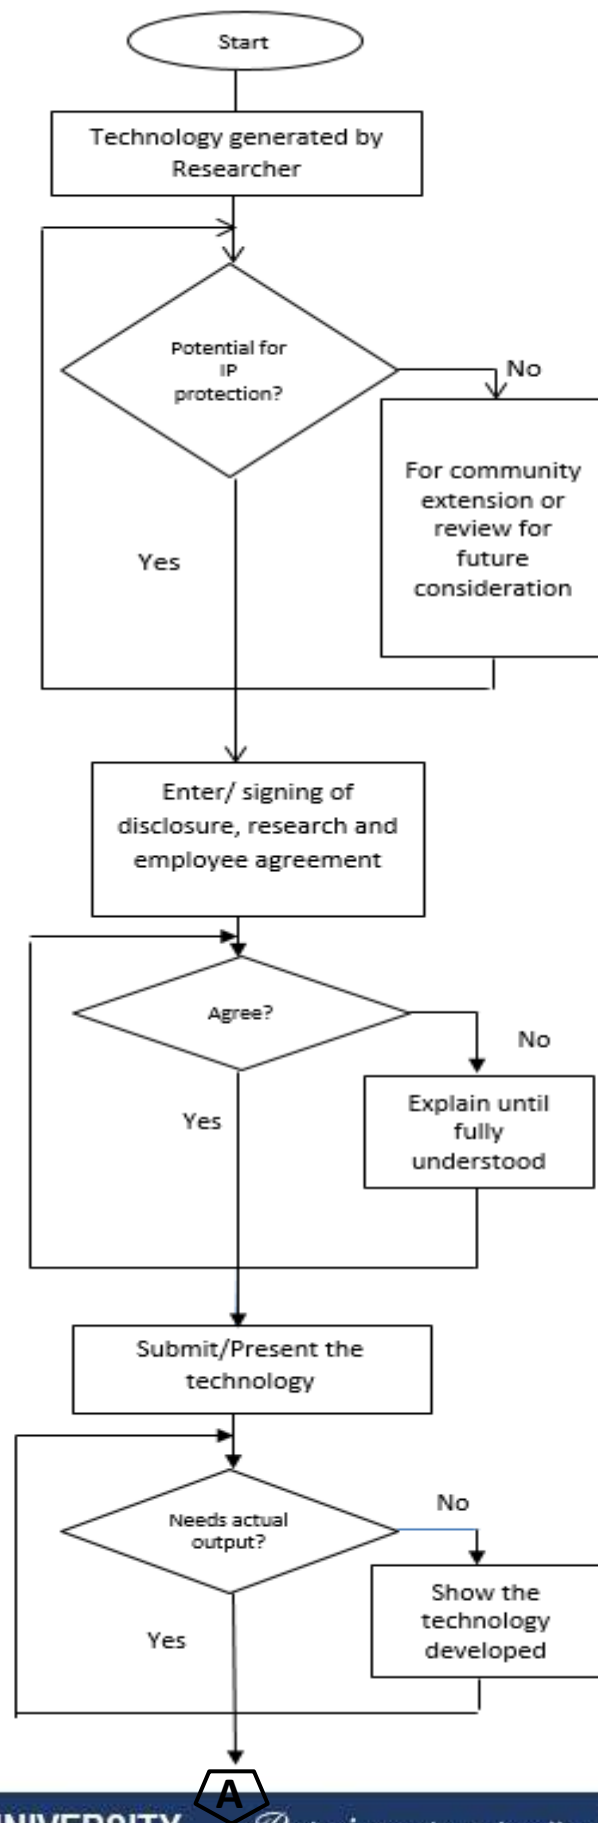 Start
Technology generated by
Researcher
Potential for
IP
protection?
No
For community
extension or
review for
future
consideration
Yes
Enter/ signing of
disclosure, research and
employee agreement
Agree?
No
Yes
Explain until
fully
understood
Submit/Present the
technology
Needs actual
output?
No
Show the
technology
developed
Yes
A